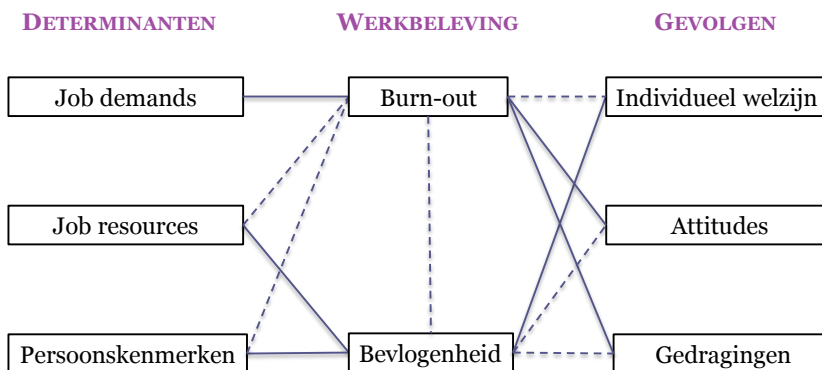 DETERMINANTEN WERKBELEVING GEVOLGEN
Job demands Burn-out Individueel welzijn
Job resources Attitudes
Persoonskenmerken Bevlogenheid Gedragingen